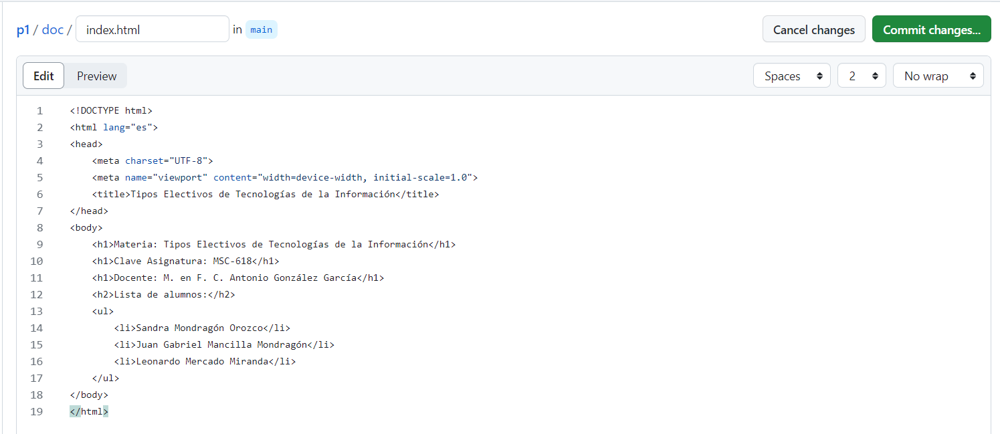 p1 / doc / index.html in main Cancel changes Commit changes...
Edit Preview Spaces 2 No wrap
1 <!DOCTYPE html>
2 <html lang="es">
3 <head>
4     <meta charset="UTF-8">
5     <meta name="viewport" content="width=device-width, initial-scale=1.0">
6     <title>Tipos Electivos de Tecnologías de la Información</title>
7 </head>
8 <body>
9     <h1>Materia: Tipos Electivos de Tecnologías de la Información</h1>
10     <h1>Clave Asignatura: MSC-618</h1>
11     <h1>Docente: M. en F. C. Antonio González García</h1>
12     <h2>Lista de alumnos:</h2>
13     <ul>
14         <li>Sandra Mondragón Orozco</li>
15         <li>Juan Gabriel Mancilla Mondragón</li>
16         <li>Leonardo Mercado Miranda</li>
17     </ul>
18 </body>
19 </html>